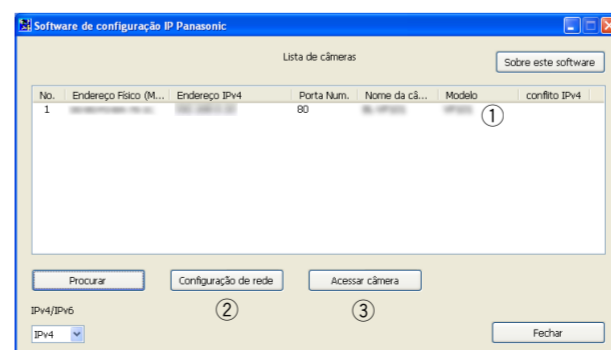 Software de configuração IP Panasonic
Lista de câmeras
Sobre este software
No. Endereço Físico (M... Endereço IPv4 Porta Num. Nome da câ... Modelo conflito IPv4
1 80
①
Procurar Configuração de rede Acessar câmera
② ③
IPv4/IPv6
IPv4 Fechar